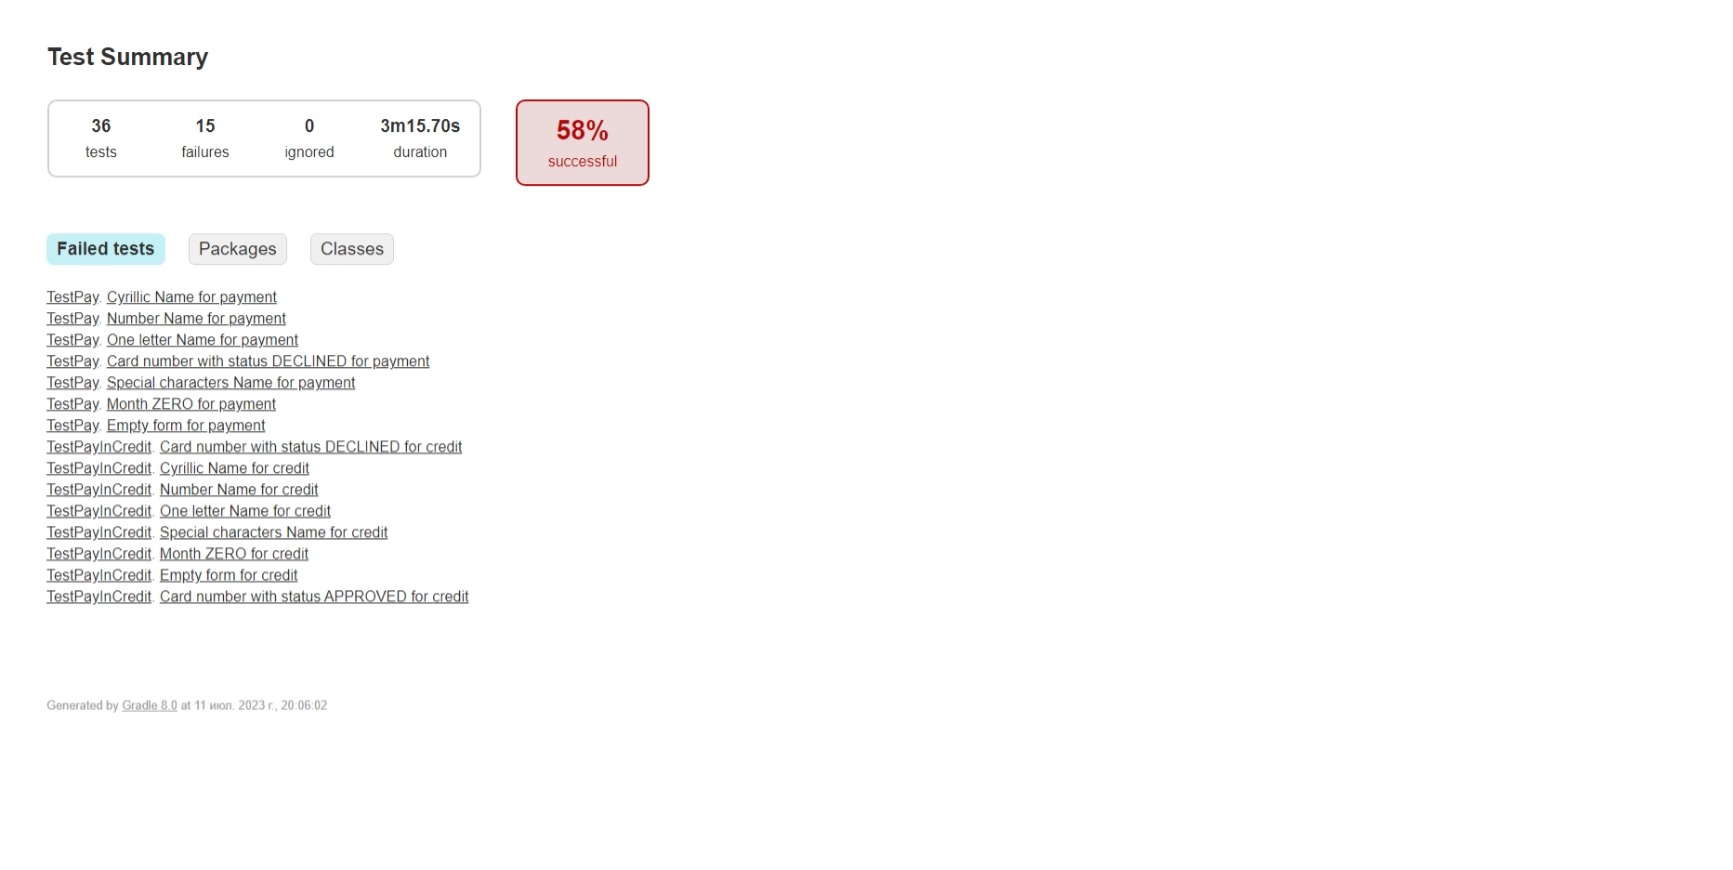 Test Summary
36 15 0 3m15.70s
tests failures ignored duration
58%
successful
Failed tests Packages Classes
TestPay. Cyrillic Name for payment
TestPay. Number Name for payment
TestPay. One letter Name for payment
TestPay. Card number with status DECLINED for payment
TestPay. Special characters Name for payment
TestPay. Month ZERO for payment
TestPay. Empty form for payment
TestPayInCredit. Card number with status DECLINED for credit
TestPayInCredit. Cyrillic Name for credit
TestPayInCredit. Number Name for credit
TestPayInCredit. One letter Name for credit
TestPayInCredit. Special characters Name for credit
TestPayInCredit. Month ZERO for credit
TestPayInCredit. Empty form for credit
TestPayInCredit. Card number with status APPROVED for credit
Generated by Gradle 8.0 at 11 июл. 2023 г., 20:06:02